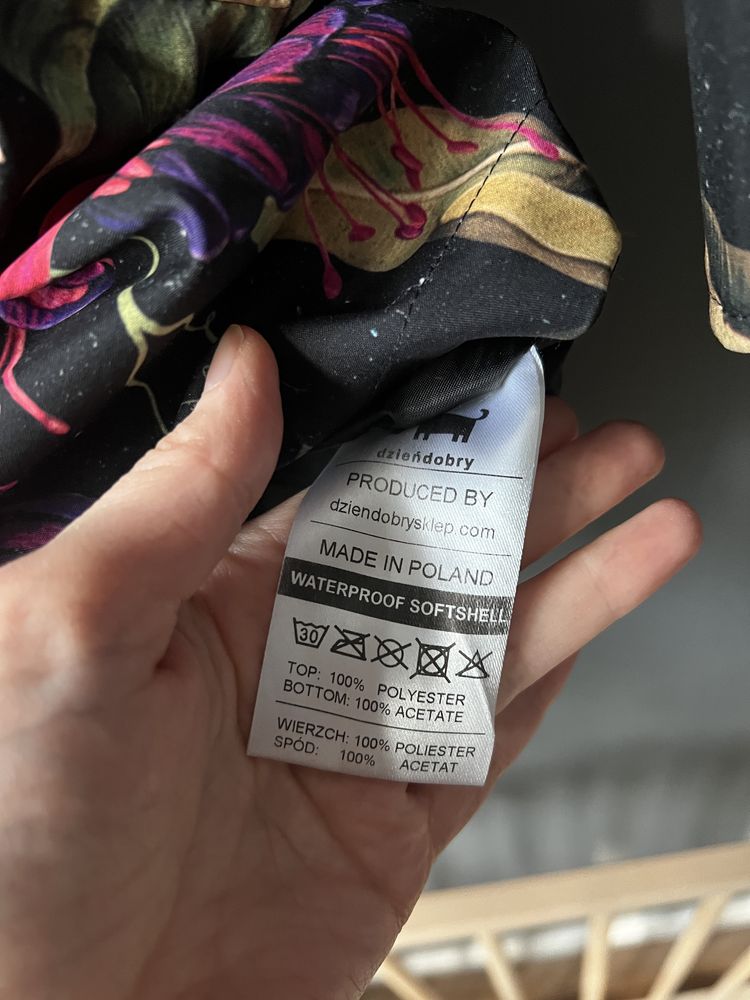 dzieńdobry
PRODUCED BY
dziendobrysklep.com
MADE IN POLAND
WATERPROOF SOFTSHELL
30
TOP: 100% POLYESTER
BOTTOM: 100% ACETATE
WIERZCH: 100% POLIESTER
SPÓD: 100% ACETAT